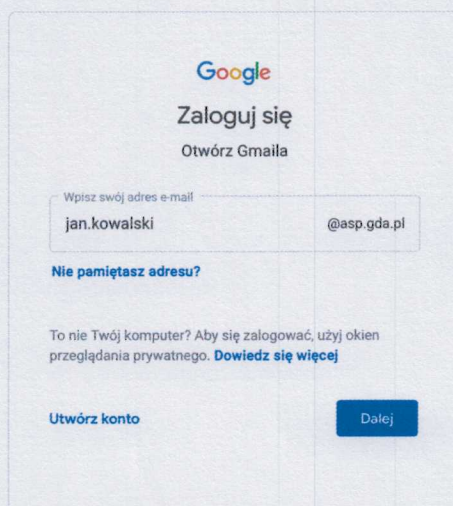 Google
Zaloguj się
Otwórz Gmaila
Wpisz swój adres e-mail
jan.kowalski @asp.gda.pl
Nie pamiętasz adresu?
To nie Twój komputer? Aby się zalogować, użyj okien
przeglądania prywatnego. Dowiedz się więcej
Utwórz konto Dalej